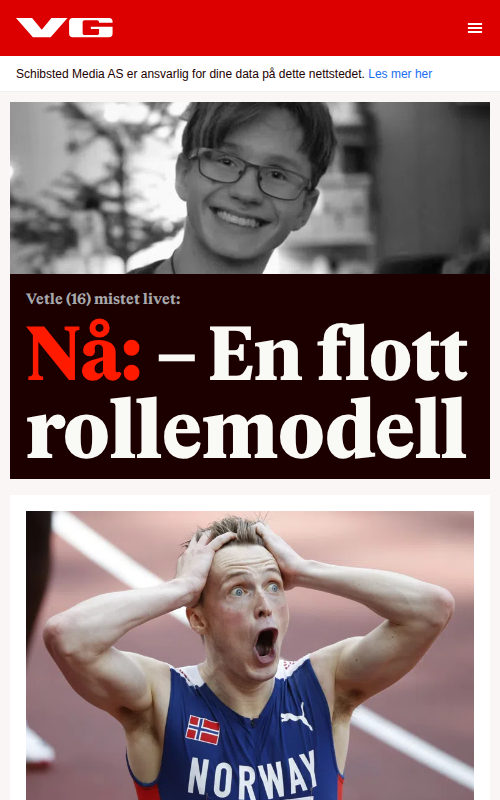 VG
Schibsted Media AS er ansvarlig for dine data på dette nettstedet. Les mer her
Vetle (16) mistet livet:
Nå: – En flott
rollemodell
NORWAY